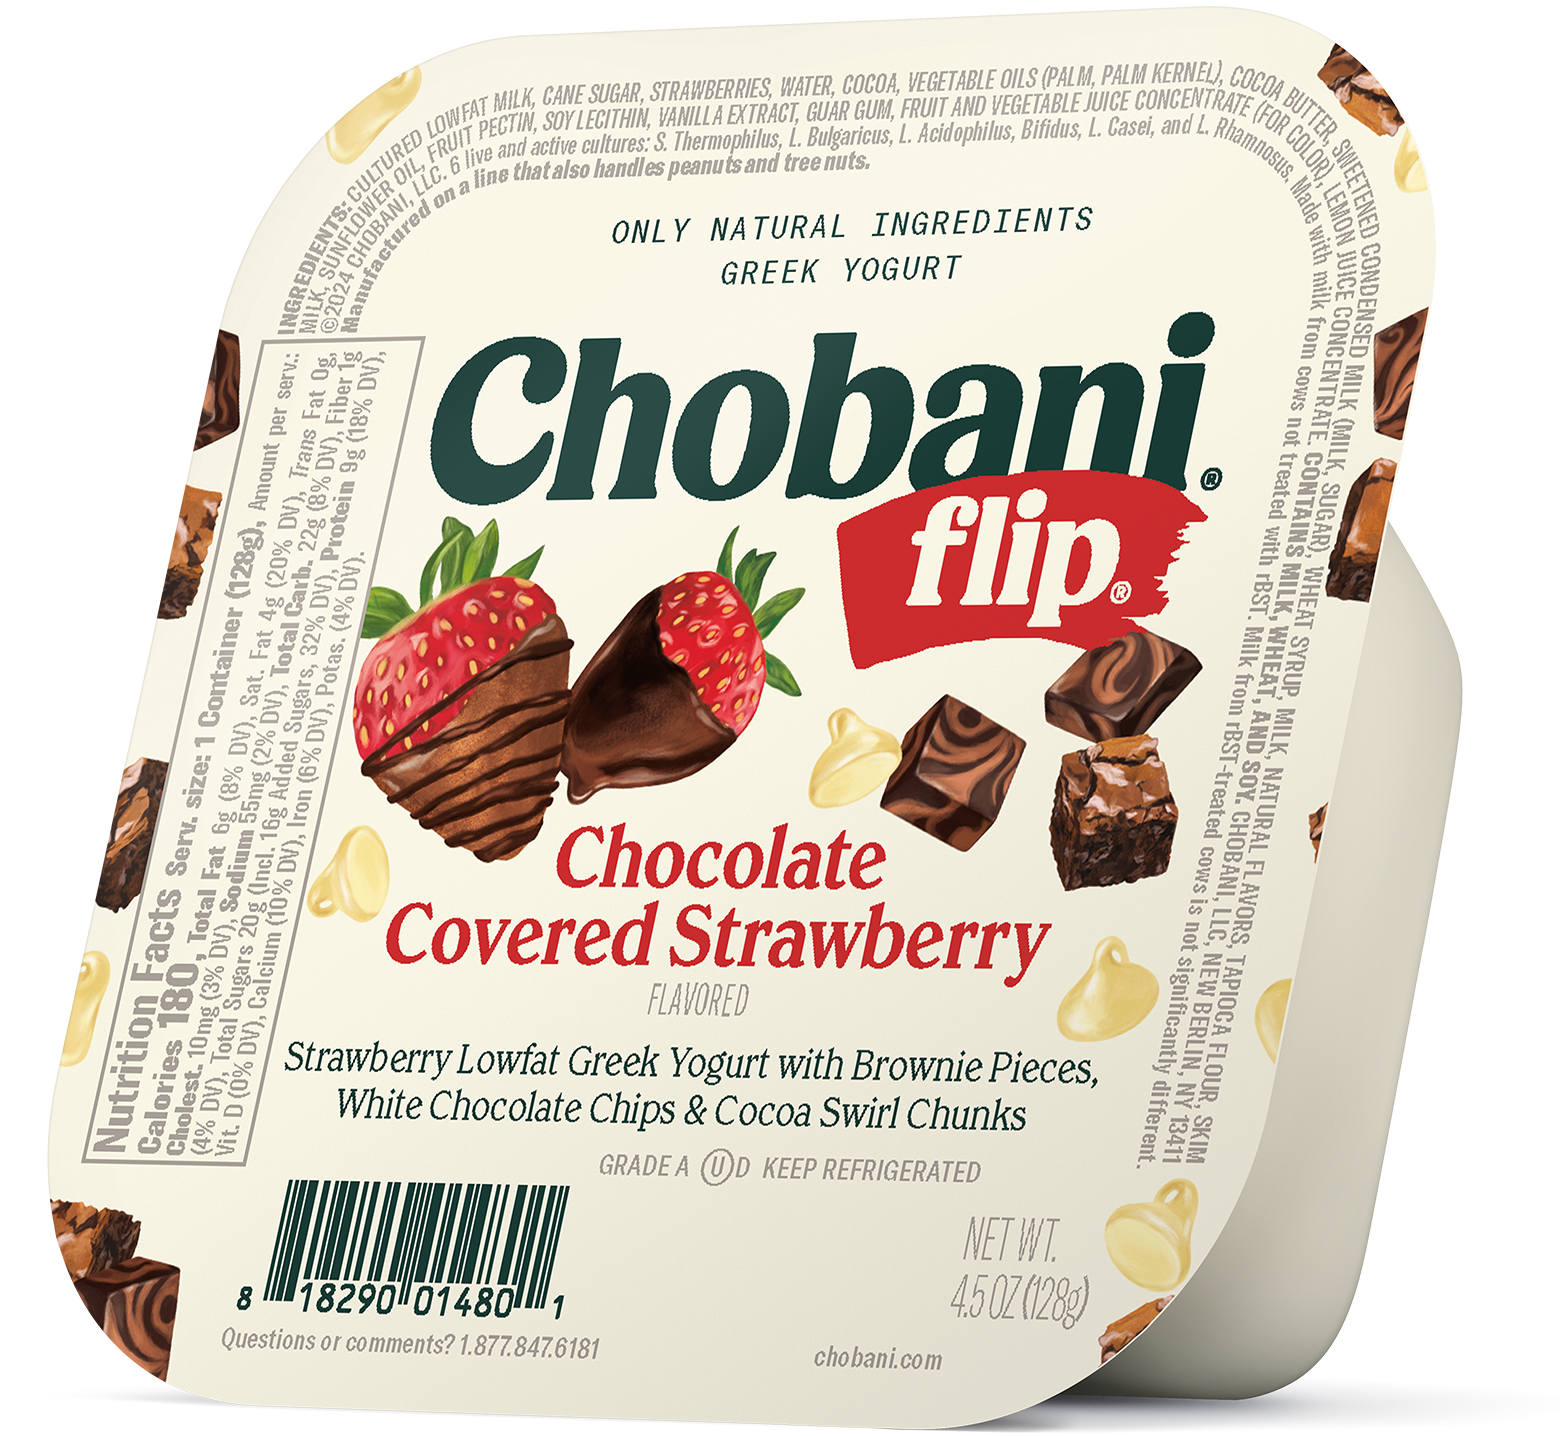 INGREDIENTS: CULTURED LOWFAT MILK, CANE SUGAR, STRAWBERRIES, WATER, COCOA, VEGETABLE OILS (PALM, PALM KERNEL), COCOA BUTTER, SWEETENED CONDENSED MILK (MILK, SUGAR), WHEAT SYRUP, MILK, NATURAL FLAVORS, TAPIOCA FLOUR, SKIM
MILK, SUNFLOWER OIL, FRUIT PECTIN, SOY LECITHIN, VANILLA EXTRACT, GUAR GUM, FRUIT AND VEGETABLE JUICE CONCENTRATE (FOR COLOR), LEMON JUICE CONCENTRATE. CONTAINS MILK, WHEAT, AND SOY. CHOBANI, LLC, NEW BERLIN, NY 13411
©2024 CHOBANI, LLC. 6 live and active cultures: S. Thermophilus, L. Bulgaricus, L. Acidophilus, Bifidus, L. Casei, and L. Rhamnosus. Made with milk from cows not treated with rBST. Milk from rBST-treated cows is not significantly different.
Manufactured on a line that also handles peanuts and tree nuts.
ONLY NATURAL INGREDIENTS
GREEK YOGURT
Chobani®
flip®
Nutrition Facts Serv. size: 1 Container (128g), Amount per serv.:
Calories 180, Total Fat 6g (8% DV), Sat. Fat 4g (20% DV), Trans Fat 0g,
Cholest. 10mg (3% DV), Sodium 55mg (2% DV), Total Carb. 22g (8% DV), Fiber 1g
(4% DV), Total Sugars 20g (Incl. 16g Added Sugars, 32% DV), Protein 9g (18% DV),
Vit. D (0% DV), Calcium (10% DV), Iron (6% DV), Potas. (4% DV).
Chocolate
Covered Strawberry
FLAVORED
Strawberry Lowfat Greek Yogurt with Brownie Pieces,
White Chocolate Chips & Cocoa Swirl Chunks
GRADE A Ⓤ D KEEP REFRIGERATED
8 18290 01480 1
NET WT.
4.5 OZ (128g)
Questions or comments? 1.877.847.6181
chobani.com